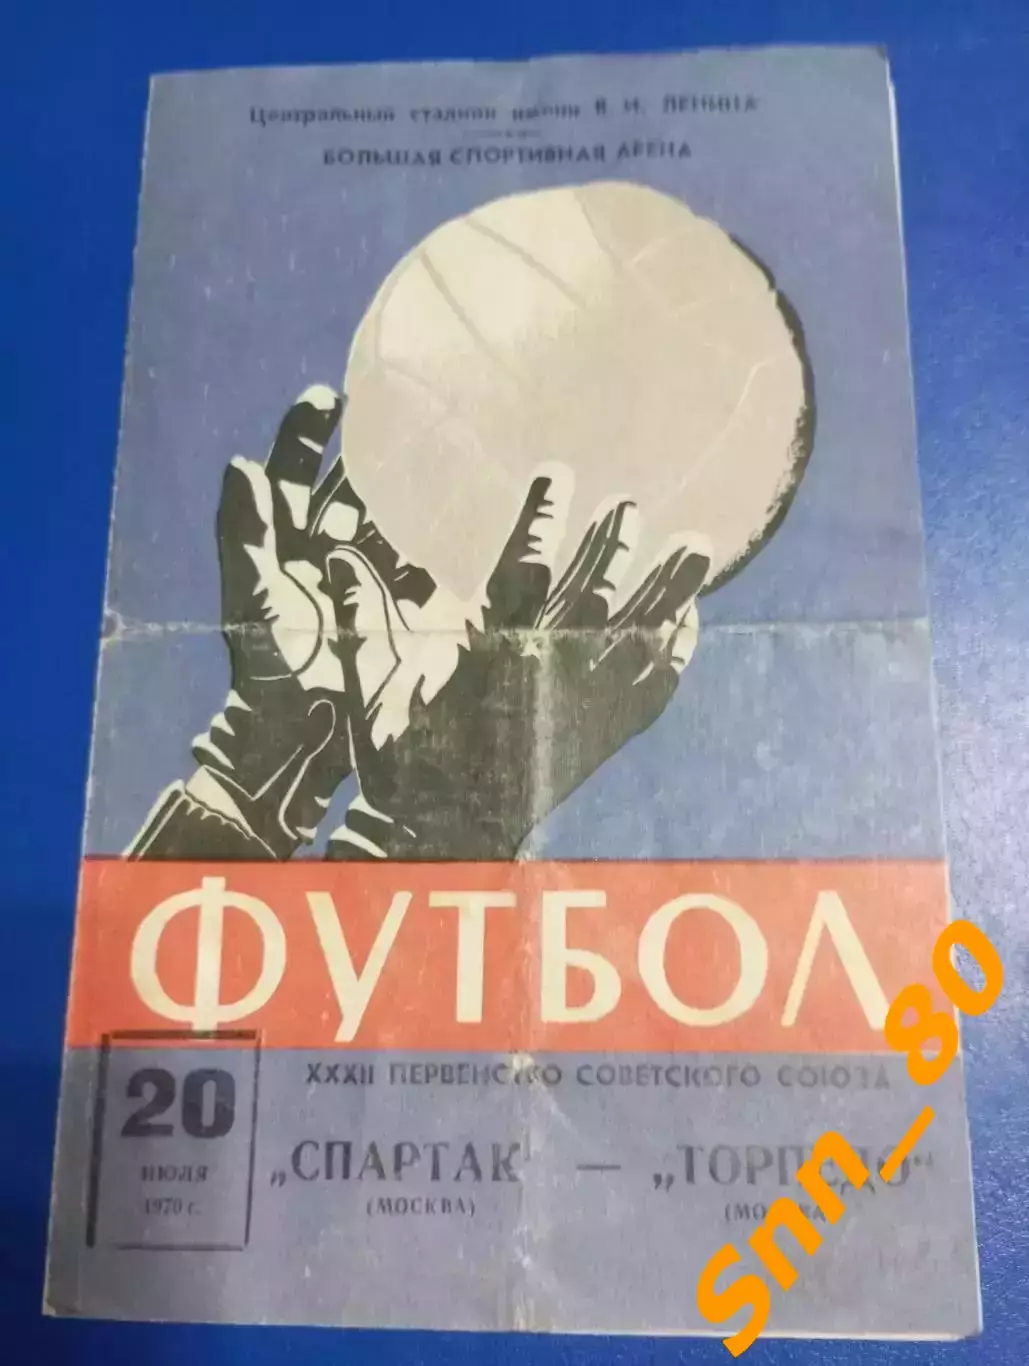 Центральный стадион имени В. И. ЛЕНИНА
БОЛЬШАЯ СПОРТИВНАЯ АРЕНА
ФУТБОЛ
XXXII ПЕРВЕНСТВО СОВЕТСКОГО СОЮЗА
20
ИЮЛЯ
1970 г.
„СПАРТАК" — „ТОРПЕДО"
(МОСКВА) (МОСКВА)
Snn_80